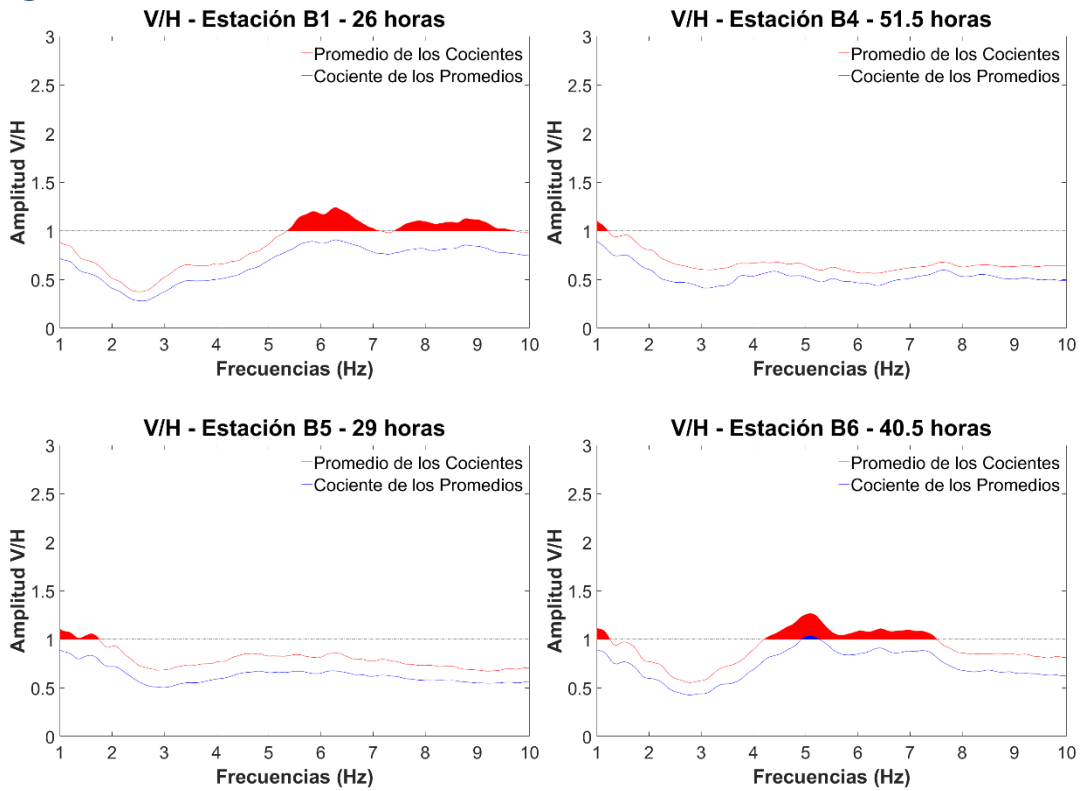 V/H - Estación B1 - 26 horas
3
2.5
2
1.5
1
0.5
0
Amplitud V/H
Promedio de los Cocientes
Cociente de los Promedios
1 2 3 4 5 6 7 8 9 10
Frecuencias (Hz)
V/H - Estación B4 - 51.5 horas
3
2.5
2
1.5
1
0.5
0
Amplitud V/H
Promedio de los Cocientes
Cociente de los Promedios
1 2 3 4 5 6 7 8 9 10
Frecuencias (Hz)
V/H - Estación B5 - 29 horas
3
2.5
2
1.5
1
0.5
0
Amplitud V/H
Promedio de los Cocientes
Cociente de los Promedios
1 2 3 4 5 6 7 8 9 10
Frecuencias (Hz)
V/H - Estación B6 - 40.5 horas
3
2.5
2
1.5
1
0.5
0
Amplitud V/H
Promedio de los Cocientes
Cociente de los Promedios
1 2 3 4 5 6 7 8 9 10
Frecuencias (Hz)